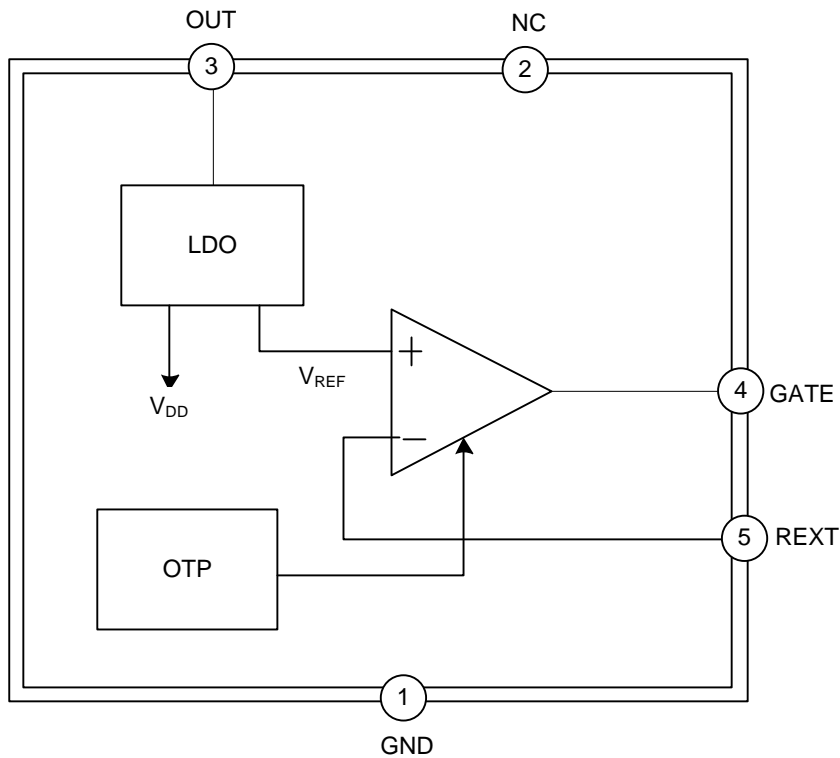 OUT
NC
3
2
LDO
+
VREF
VDD
4
GATE
−
OTP
5
REXT
1
GND